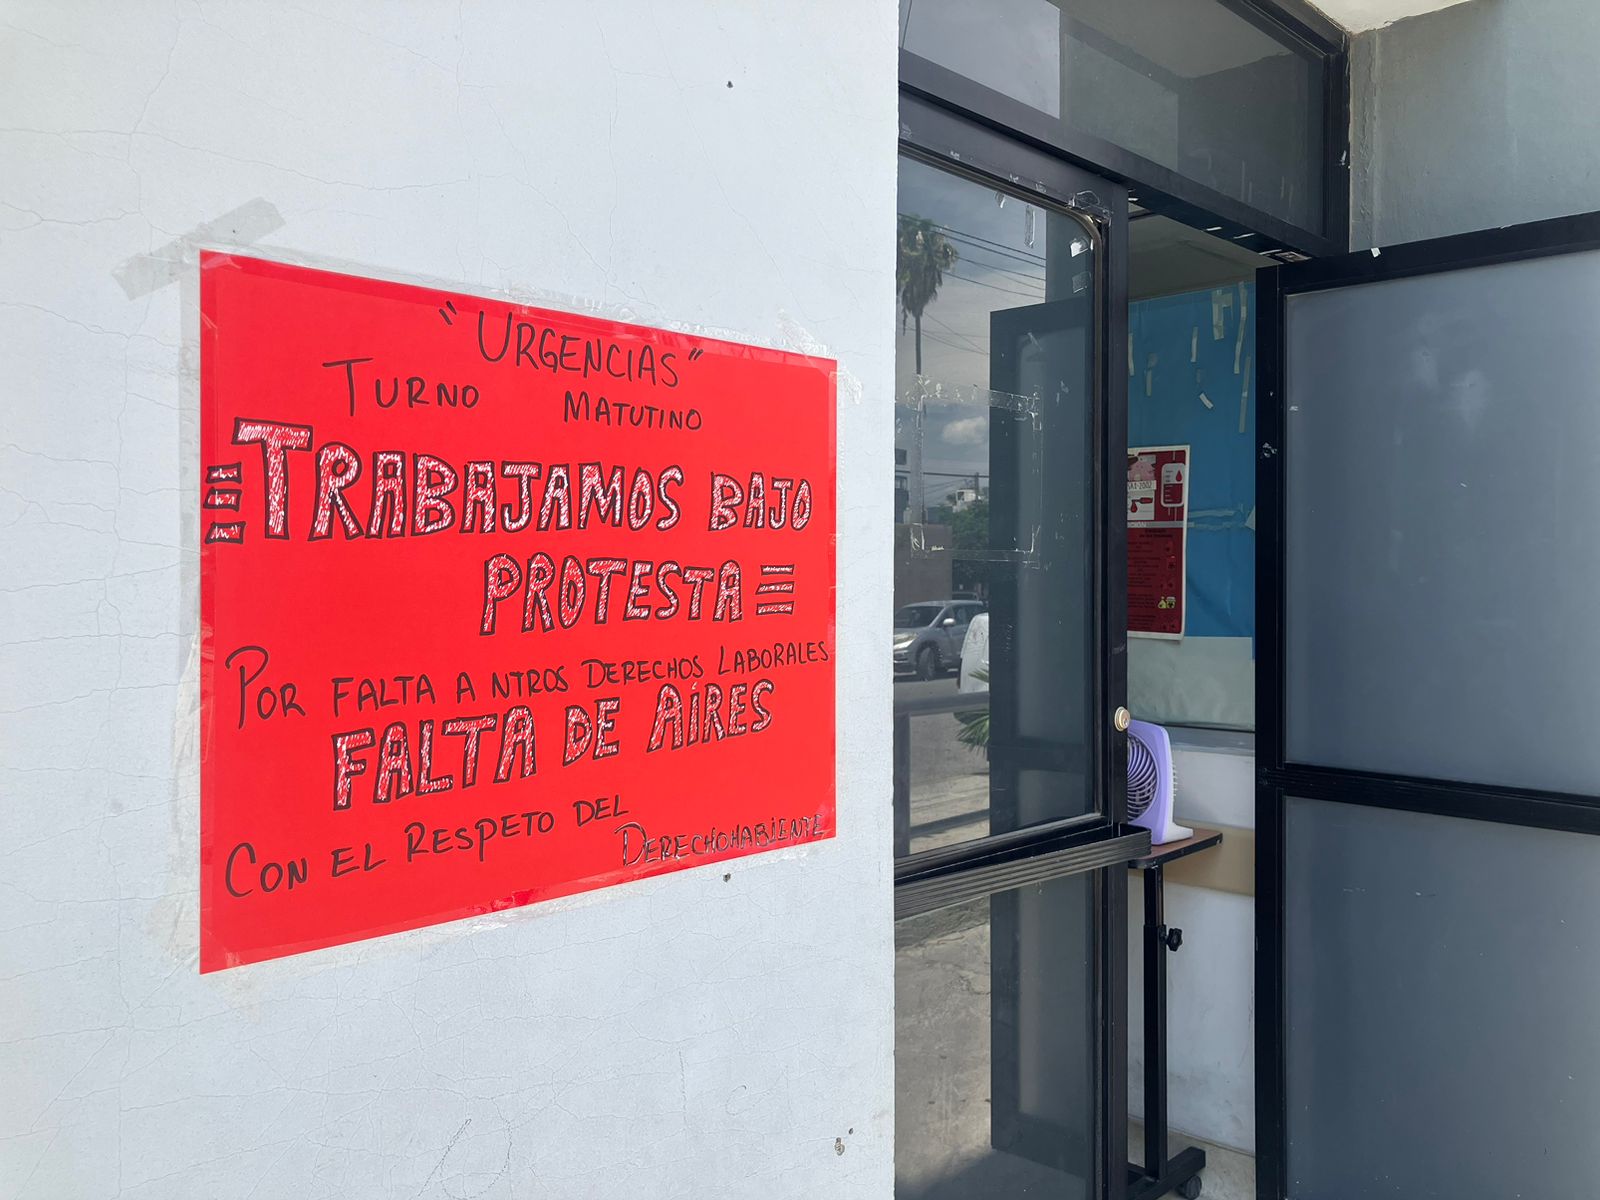 "URGENCIAS"
TURNO MATUTINO
TRABAJAMOS BAJO
PROTESTA
POR FALTA A NTROS DERECHOS LABORALES
FALTA DE AIRES
CON EL RESPETO DEL
DERECHOHABIENTE